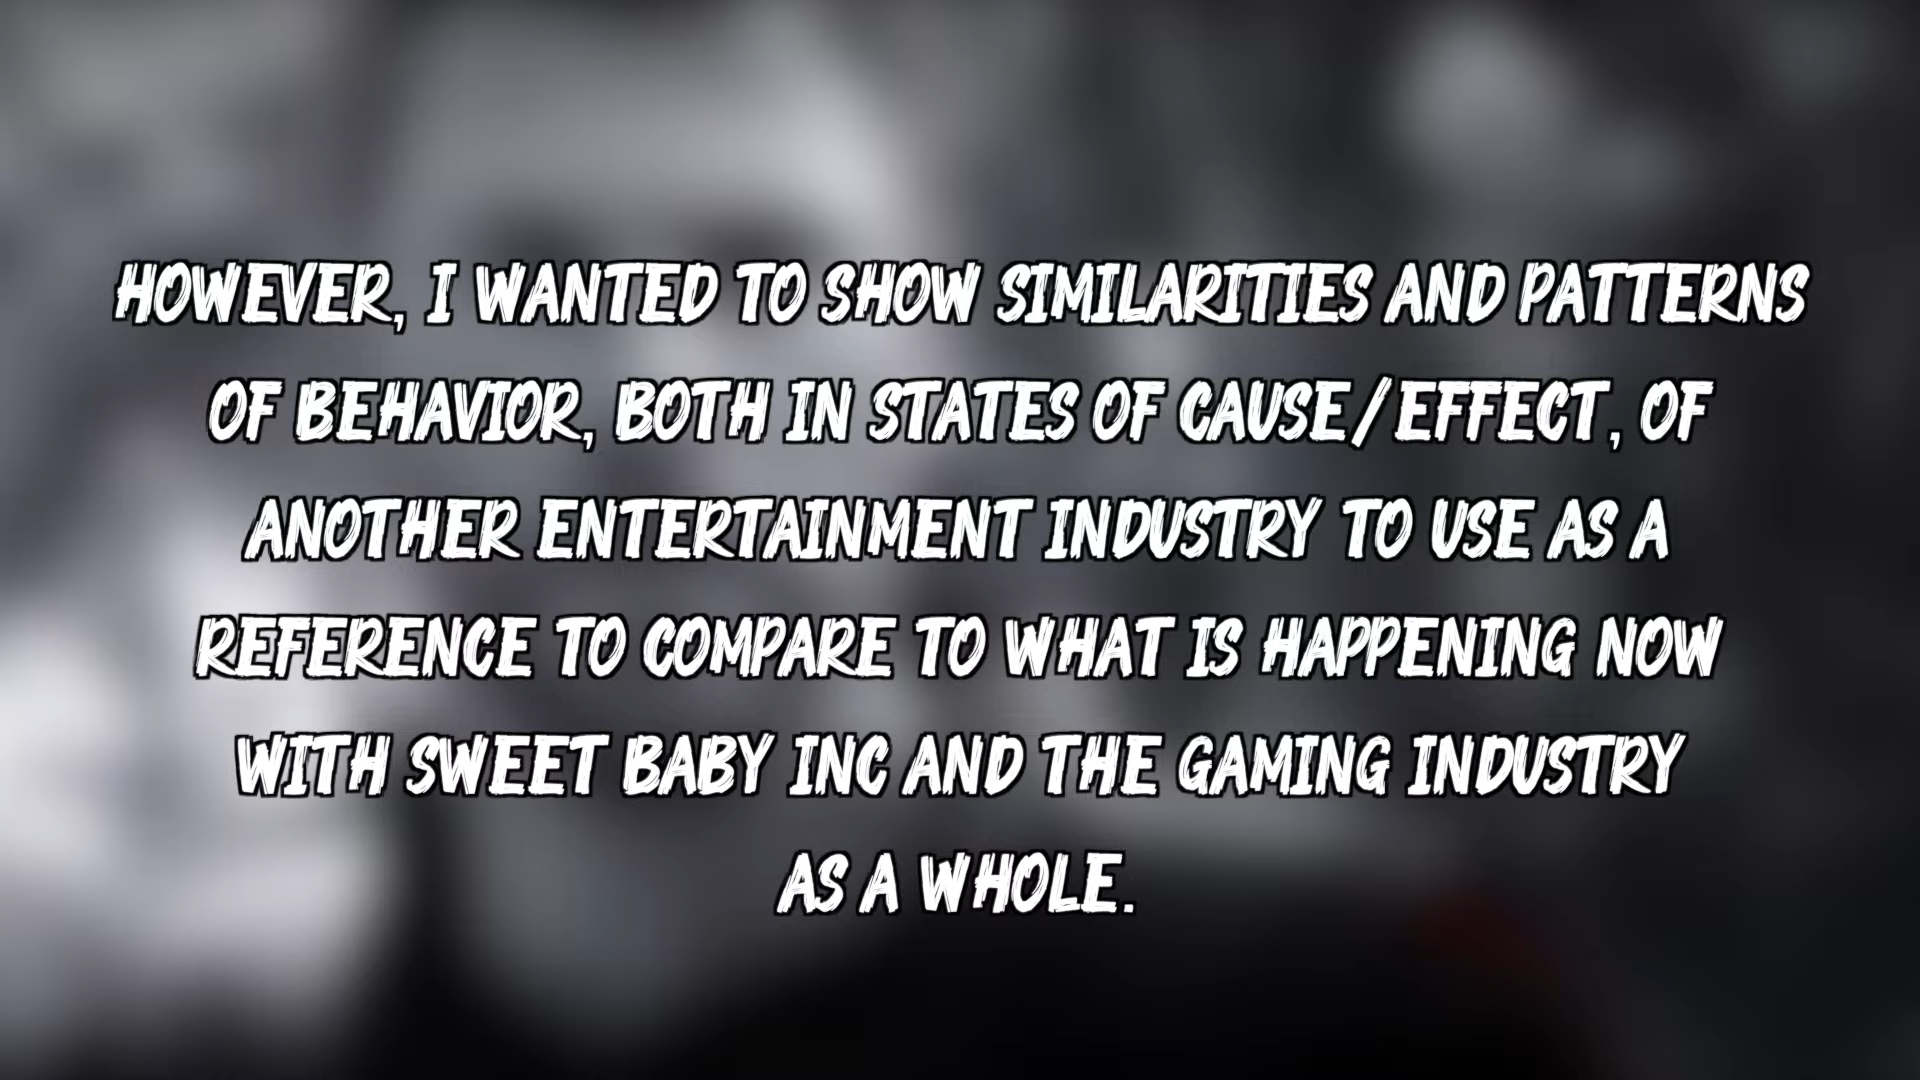 HOWEVER, I WANTED TO SHOW SIMILARITIES AND PATTERNS
OF BEHAVIOR, BOTH IN STATES OF CAUSE/EFFECT, OF
ANOTHER ENTERTAINMENT INDUSTRY TO USE AS A
REFERENCE TO COMPARE TO WHAT IS HAPPENING NOW
WITH SWEET BABY INC AND THE GAMING INDUSTRY
AS A WHOLE.